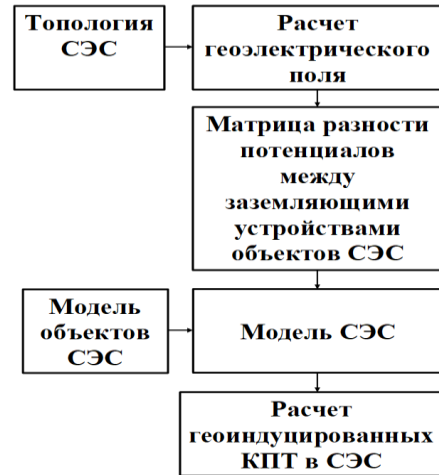 Топология
СЭС
Расчет
геоэлектрического
поля
Матрица разности
потенциалов
между
заземляющими
устройствами
объектов СЭС
Модель
объектов
СЭС
Модель СЭС
Расчет
геоиндуцированных
КПТ в СЭС